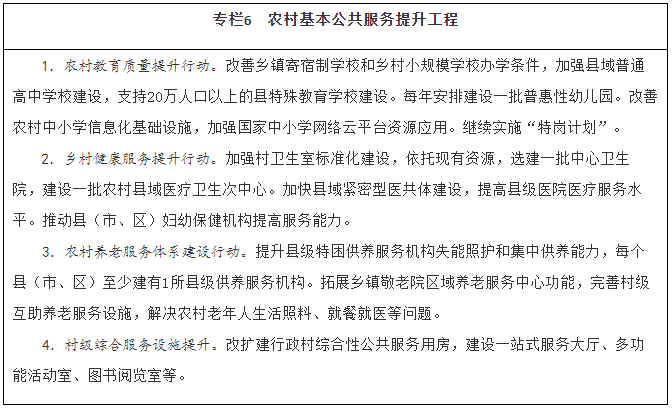 专栏6　农村基本公共服务提升工程
1．农村教育质量提升行动。改善乡镇寄宿制学校和乡村小规模学校办学条件，加强县域普通
高中学校建设，支持20万人口以上的县特殊教育学校建设。每年安排建设一批普惠性幼儿园。改善
农村中小学信息化基础设施，加强国家中小学网络云平台资源应用。继续实施“特岗计划”。
2．乡村健康服务提升行动。加强村卫生室标准化建设，依托现有资源，选建一批中心卫生
院，建设一批农村县域医疗卫生次中心。加快县域紧密型医共体建设，提高县级医院医疗服务水
平。推动县（市、区）妇幼保健机构提高服务能力。
3．农村养老服务体系建设行动。提升县级特困供养服务机构失能照护和集中供养能力，每个
县（市、区）至少建有1所县级供养服务机构。拓展乡镇敬老院区域养老服务中心功能，完善村级
互助养老服务设施，解决农村老年人生活照料、就餐就医等问题。
4．村级综合服务设施提升。改扩建行政村综合性公共服务用房，建设一站式服务大厅、多功
能活动室、图书阅览室等。